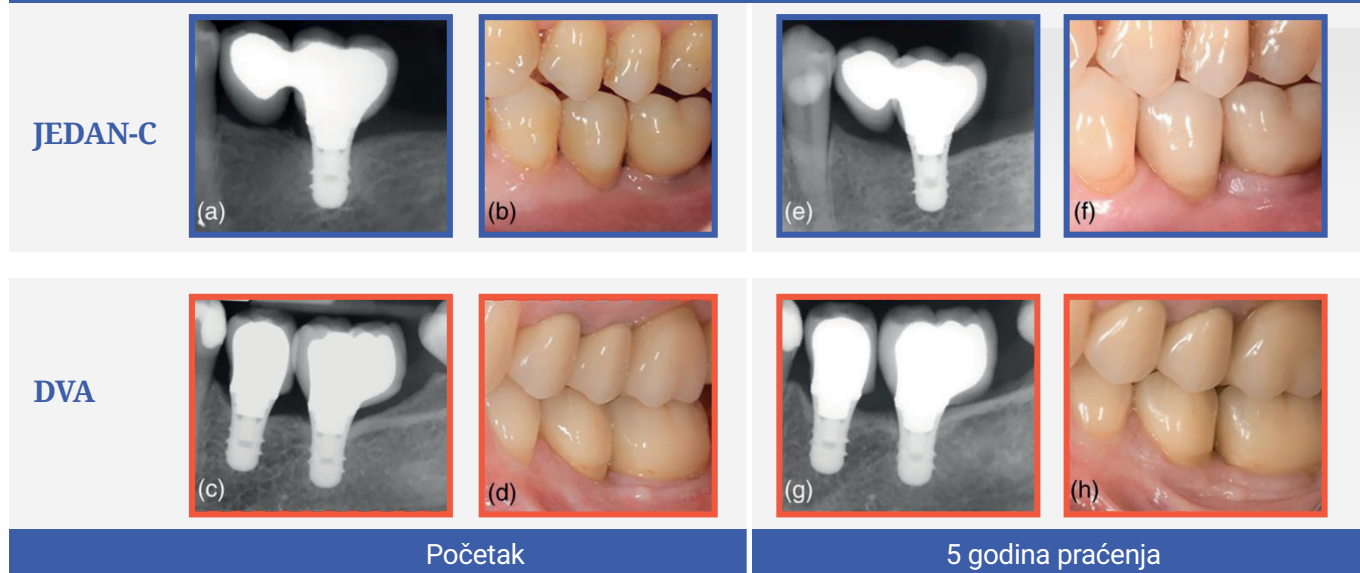 JEDAN-C
(a)
(b)
(e)
(f)
DVA
(c)
(d)
(g)
(h)
Početak
5 godina praćenja